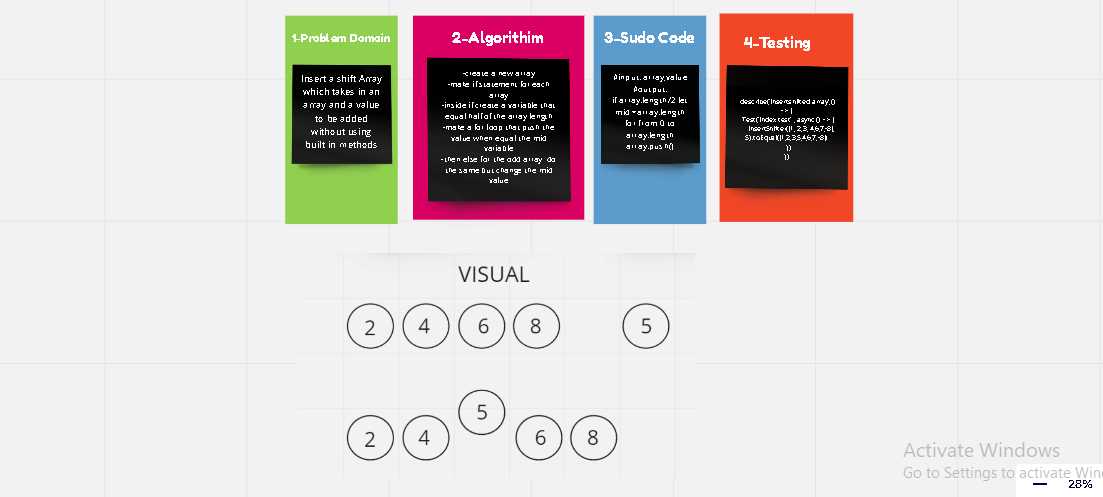 1-Problam Domain
Insert a shift Array
which takes in an
array and a value
to be added
without using
built in methods
2-Algorithim
-create a new array
-make if statement for each
array
-inside if create a variable that
equal half of the array length
-make a for loop that push the
value when equal the mid
variable
-then else for the odd array do
the same but change the mid
value
3-Sudo Code
#input: array,value
#output:
if array.length/2 let
mid =array.length
for from 0 to
array.length
array.push()
4-Testing
describe('insertshifted array',()
=> {
Test('index test' , async() => {
InsertShifted([1, 2,3, 4,6,7,8],
5).toEqual([1,2,3,5,4,6,7,8])
})
})
VISUAL
2 4 6 8 5
5
2 4 6 8
Activate Windows
Go to Settings to activate Win
28%